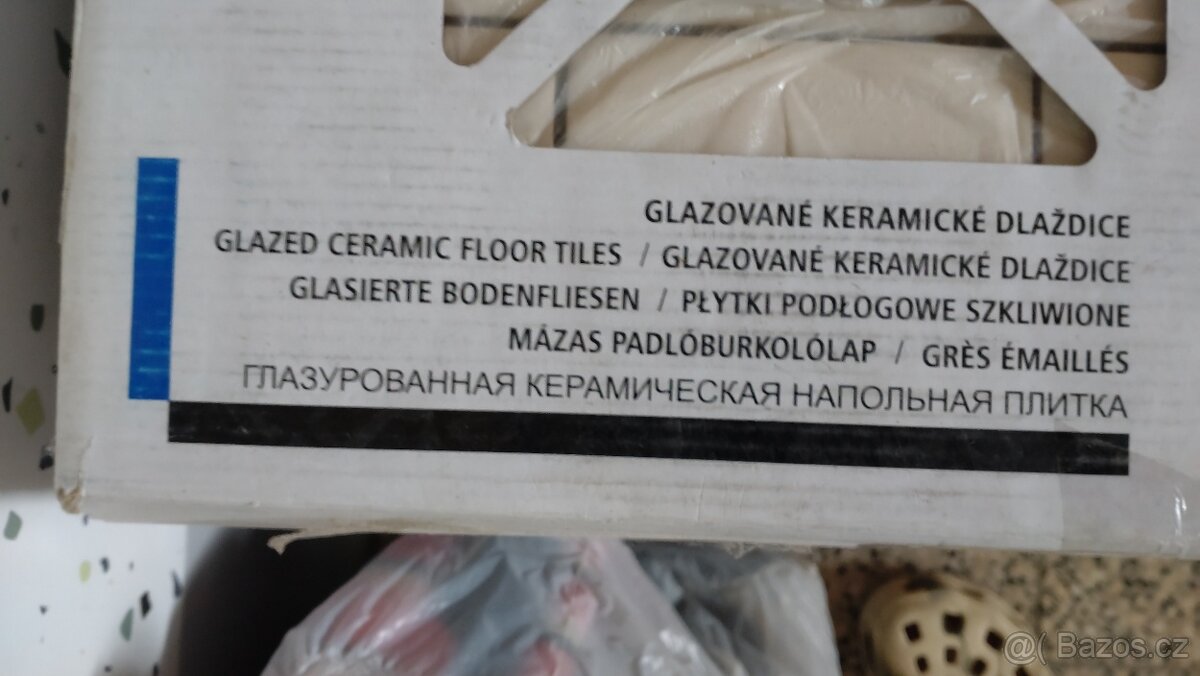 GLAZOVANÉ KERAMICKÉ DLAŽDICE
GLAZED CERAMIC FLOOR TILES / GLAZOVANÉ KERAMICKÉ DLAŽDICE
GLASIERTE BODENFLIESEN / PŁYTKI PODŁOGOWE SZKLIWIONE
MÁZAS PADLÓBURKOLÓLAP / GRÈS ÉMAILLÉS
ГЛАЗУРОВАННАЯ КЕРАМИЧЕСКАЯ НАПОЛЬНАЯ ПЛИТКА
@( Bazos.cz